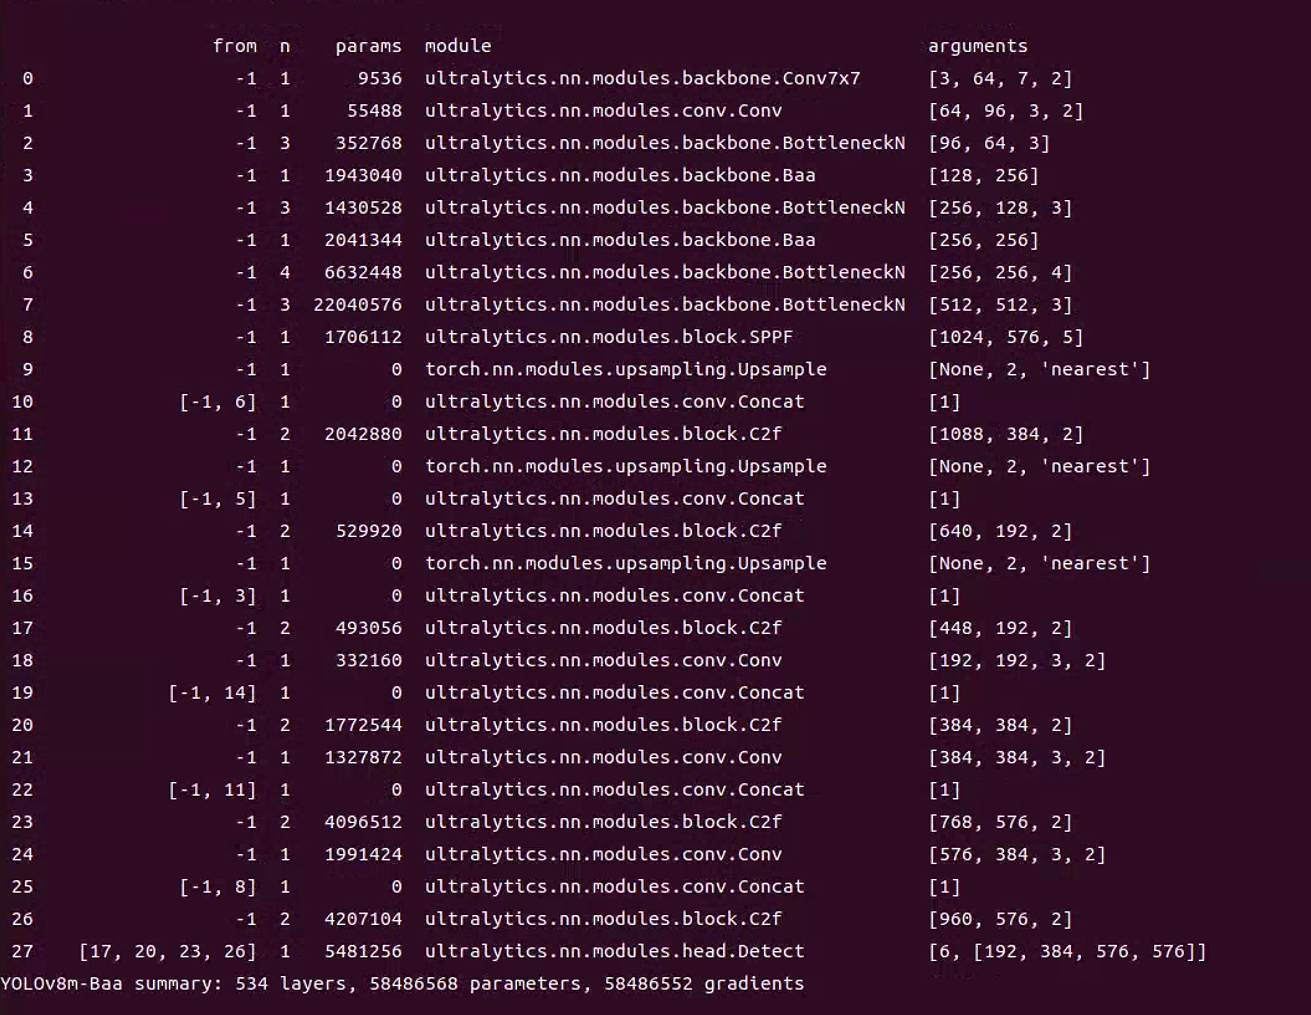 from n params module arguments
0 -1 1 9536 ultralytics.nn.modules.backbone.Conv7x7 [3, 64, 7, 2]
1 -1 1 55488 ultralytics.nn.modules.conv.Conv [64, 96, 3, 2]
2 -1 3 352768 ultralytics.nn.modules.backbone.BottleneckN [96, 64, 3]
3 -1 1 1943040 ultralytics.nn.modules.backbone.Baa [128, 256]
4 -1 3 1430528 ultralytics.nn.modules.backbone.BottleneckN [256, 128, 3]
5 -1 1 2041344 ultralytics.nn.modules.backbone.Baa [256, 256]
6 -1 4 6632448 ultralytics.nn.modules.backbone.BottleneckN [256, 256, 4]
7 -1 3 22040576 ultralytics.nn.modules.backbone.BottleneckN [512, 512, 3]
8 -1 1 1706112 ultralytics.nn.modules.block.SPPF [1024, 576, 5]
9 -1 1 0 torch.nn.modules.upsampling.Upsample [None, 2, 'nearest']
10 [-1, 6] 1 0 ultralytics.nn.modules.conv.Concat [1]
11 -1 2 2042880 ultralytics.nn.modules.block.C2f [1088, 384, 2]
12 -1 1 0 torch.nn.modules.upsampling.Upsample [None, 2, 'nearest']
13 [-1, 5] 1 0 ultralytics.nn.modules.conv.Concat [1]
14 -1 2 529920 ultralytics.nn.modules.block.C2f [640, 192, 2]
15 -1 1 0 torch.nn.modules.upsampling.Upsample [None, 2, 'nearest']
16 [-1, 3] 1 0 ultralytics.nn.modules.conv.Concat [1]
17 -1 2 493056 ultralytics.nn.modules.block.C2f [448, 192, 2]
18 -1 1 332160 ultralytics.nn.modules.conv.Conv [192, 192, 3, 2]
19 [-1, 14] 1 0 ultralytics.nn.modules.conv.Concat [1]
20 -1 2 1772544 ultralytics.nn.modules.block.C2f [384, 384, 2]
21 -1 1 1327872 ultralytics.nn.modules.conv.Conv [384, 384, 3, 2]
22 [-1, 11] 1 0 ultralytics.nn.modules.conv.Concat [1]
23 -1 2 4096512 ultralytics.nn.modules.block.C2f [768, 576, 2]
24 -1 1 1991424 ultralytics.nn.modules.conv.Conv [576, 384, 3, 2]
25 [-1, 8] 1 0 ultralytics.nn.modules.conv.Concat [1]
26 -1 2 4207104 ultralytics.nn.modules.block.C2f [960, 576, 2]
27 [17, 20, 23, 26] 1 5481256 ultralytics.nn.modules.head.Detect [6, [192, 384, 576, 576]]
YOLOv8m-Baa summary: 534 layers, 58486568 parameters, 58486552 gradients